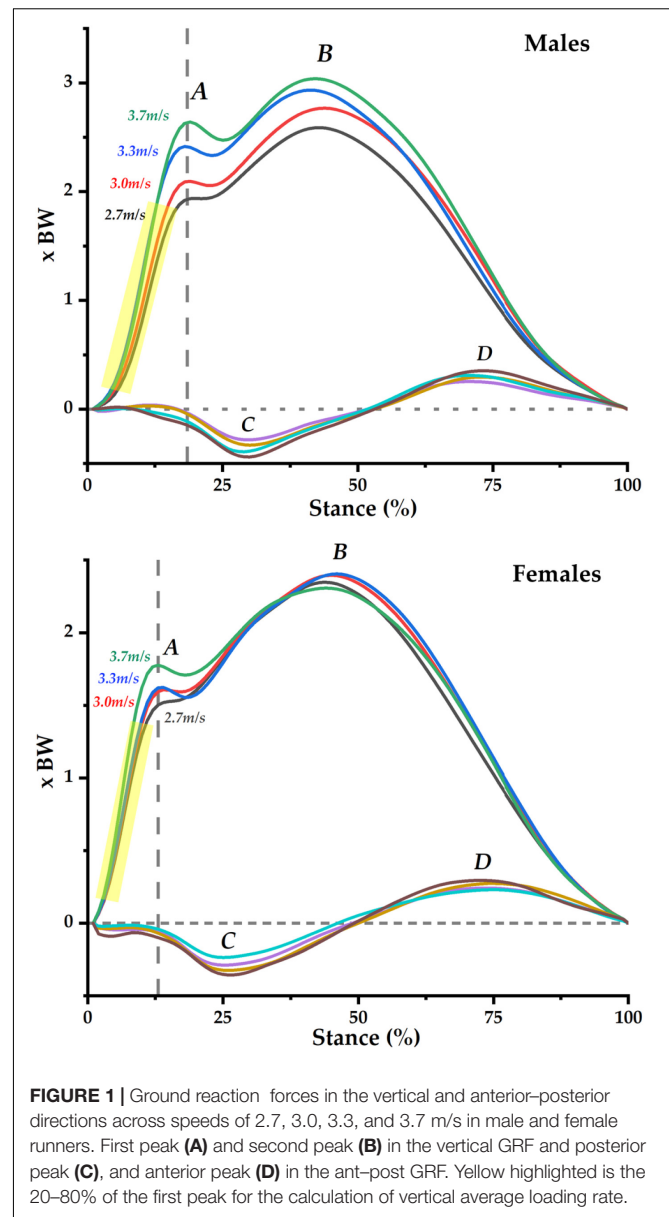 Males
B
A
3.7m/s
3.3m/s
3.0m/s
2.7m/s
x BW
3
2
1
0
C
D
0 25 50 75 100
Stance (%)
Females
B
A
3.7m/s
3.3m/s
3.0m/s
2.7m/s
x BW
2
1
0
C
D
0 25 50 75 100
Stance (%)
FIGURE 1 | Ground reaction forces in the vertical and anterior–posterior
directions across speeds of 2.7, 3.0, 3.3, and 3.7 m/s in male and female
runners. First peak (A) and second peak (B) in the vertical GRF and posterior
peak (C), and anterior peak (D) in the ant–post GRF. Yellow highlighted is the
20–80% of the first peak for the calculation of vertical average loading rate.